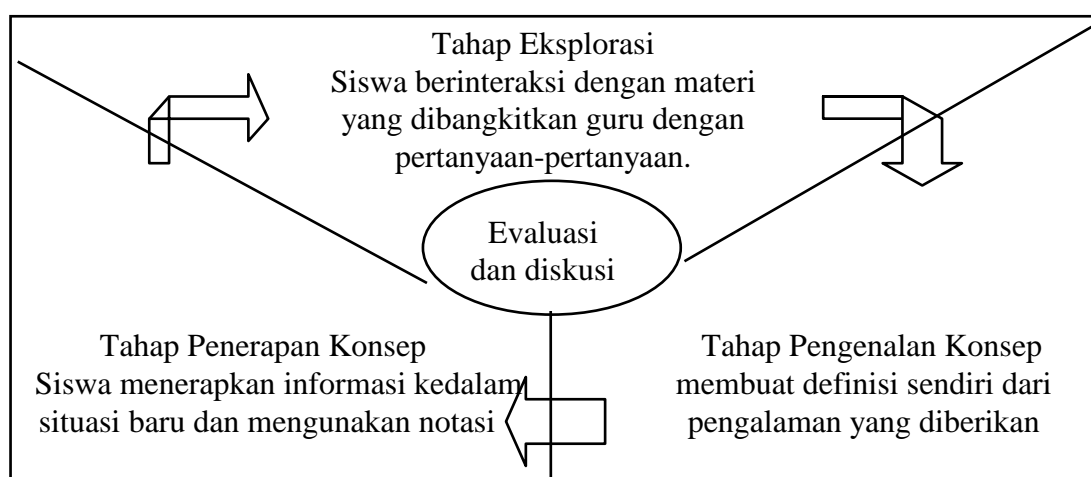 Tahap Eksplorasi
Siswa berinteraksi dengan materi
yang dibangkitkan guru dengan
pertanyaan-pertanyaan.
Evaluasi
dan diskusi
Tahap Penerapan Konsep
Siswa menerapkan informasi kedalam
situasi baru dan mengunakan notasi
Tahap Pengenalan Konsep
membuat definisi sendiri dari
pengalaman yang diberikan